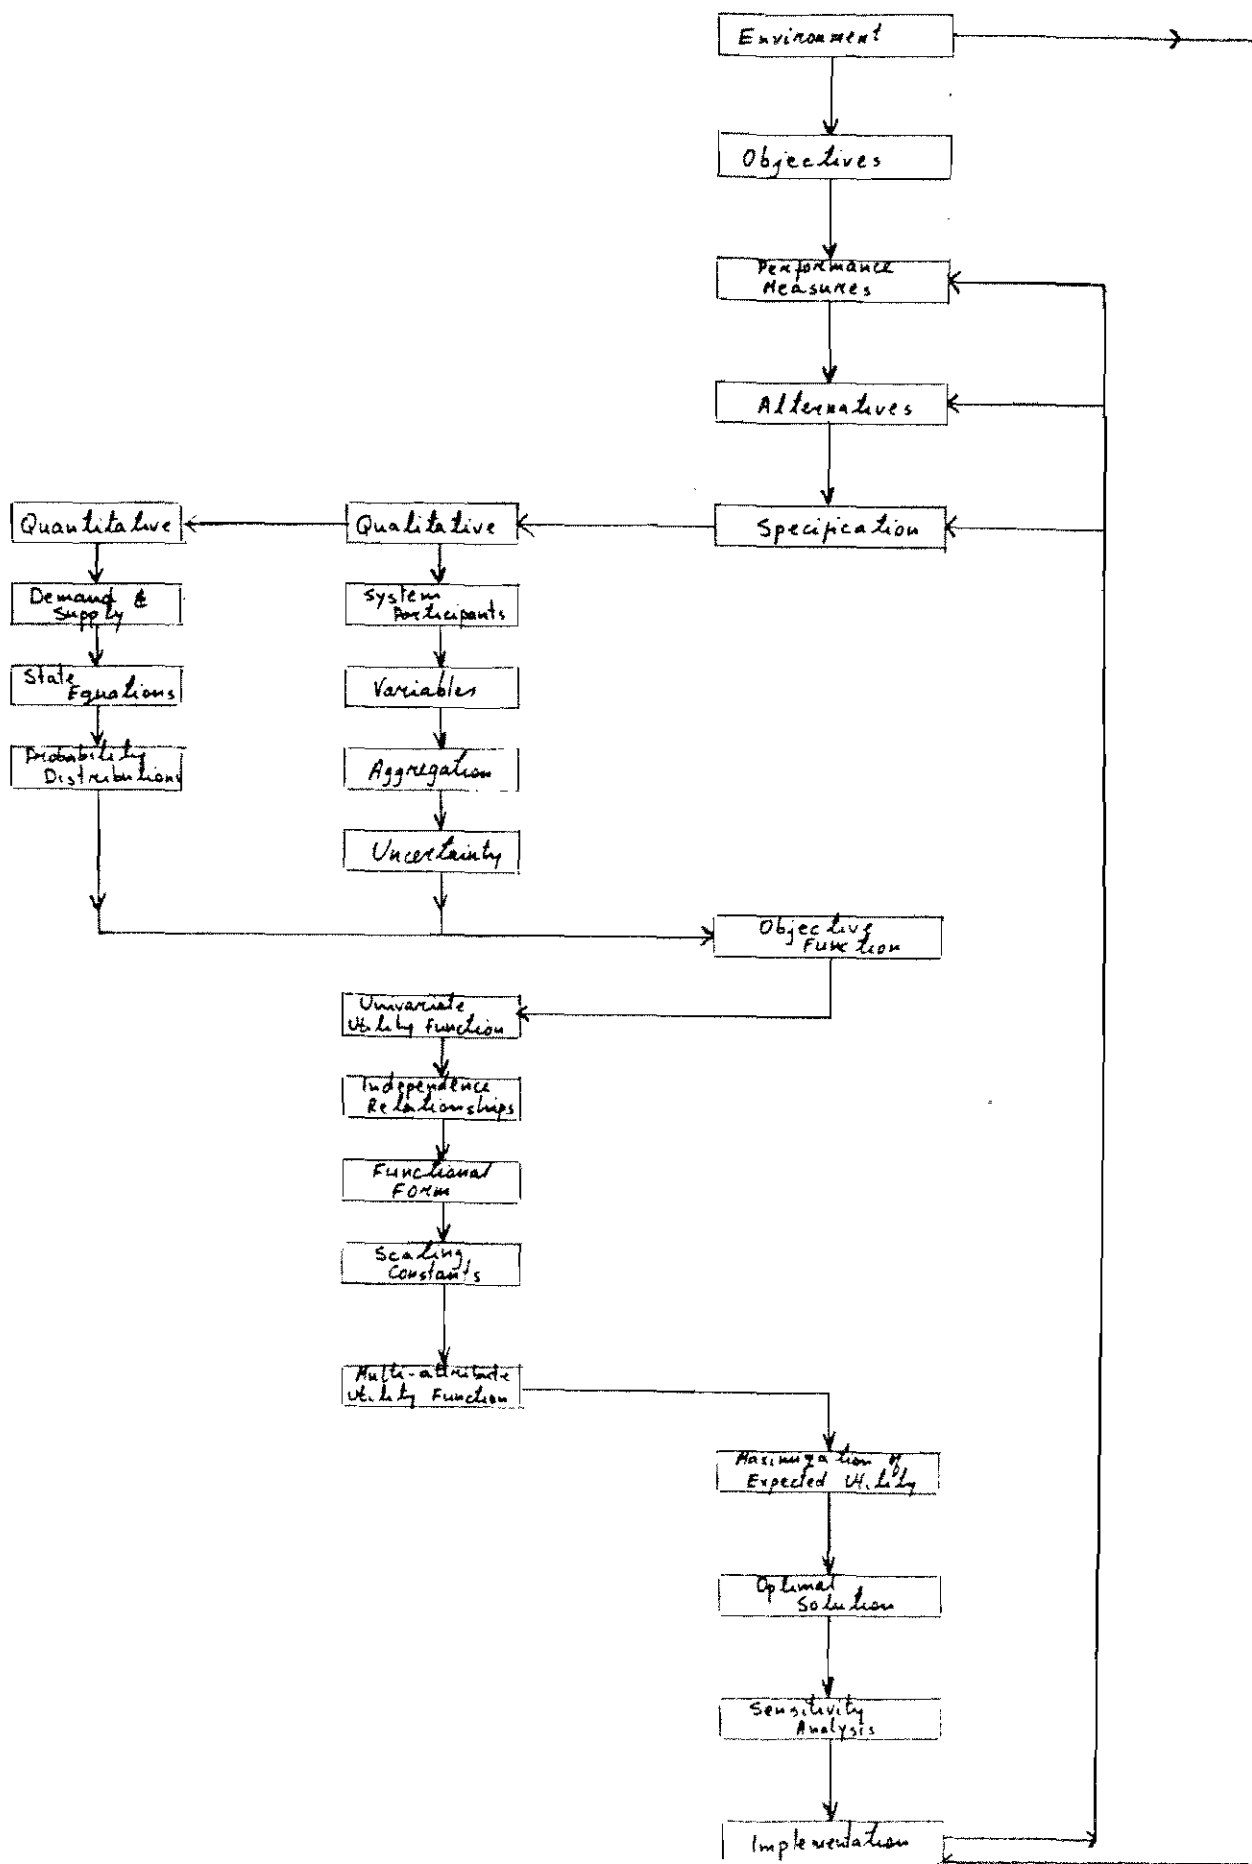 Environment
Objectives
Performance
Measures
Alternatives
Quantitative
Qualitative
Specification
Demand &
Supply
System
Participants
State
Equations
Variables
Probability
Distributions
Aggregation
Uncertainty
Objective
Function
Univariate
Utility Function
Independence
Relationships
Functional
Form
Scaling
Constants
Multi-attribute
Utility Function
Maximization of
Expected Utility
Optimal
Solution
Sensitivity
Analysis
Implementation